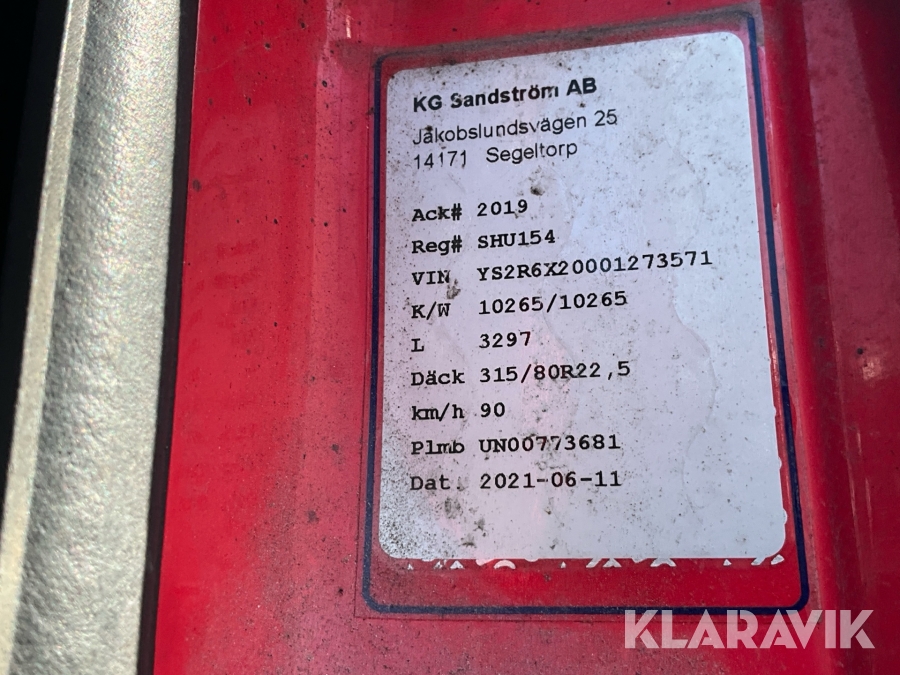 KG Sandström AB
Jakobslundsvägen 25
14171 Segeltorp
Ack# 2019
Reg# SHU154
VIN YS2R6X20001273571
K/W 10265/10265
L 3297
Däck 315/80R22,5
km/h 90
Plmb UN00773681
Dat. 2021-06-11
KLARAVIK